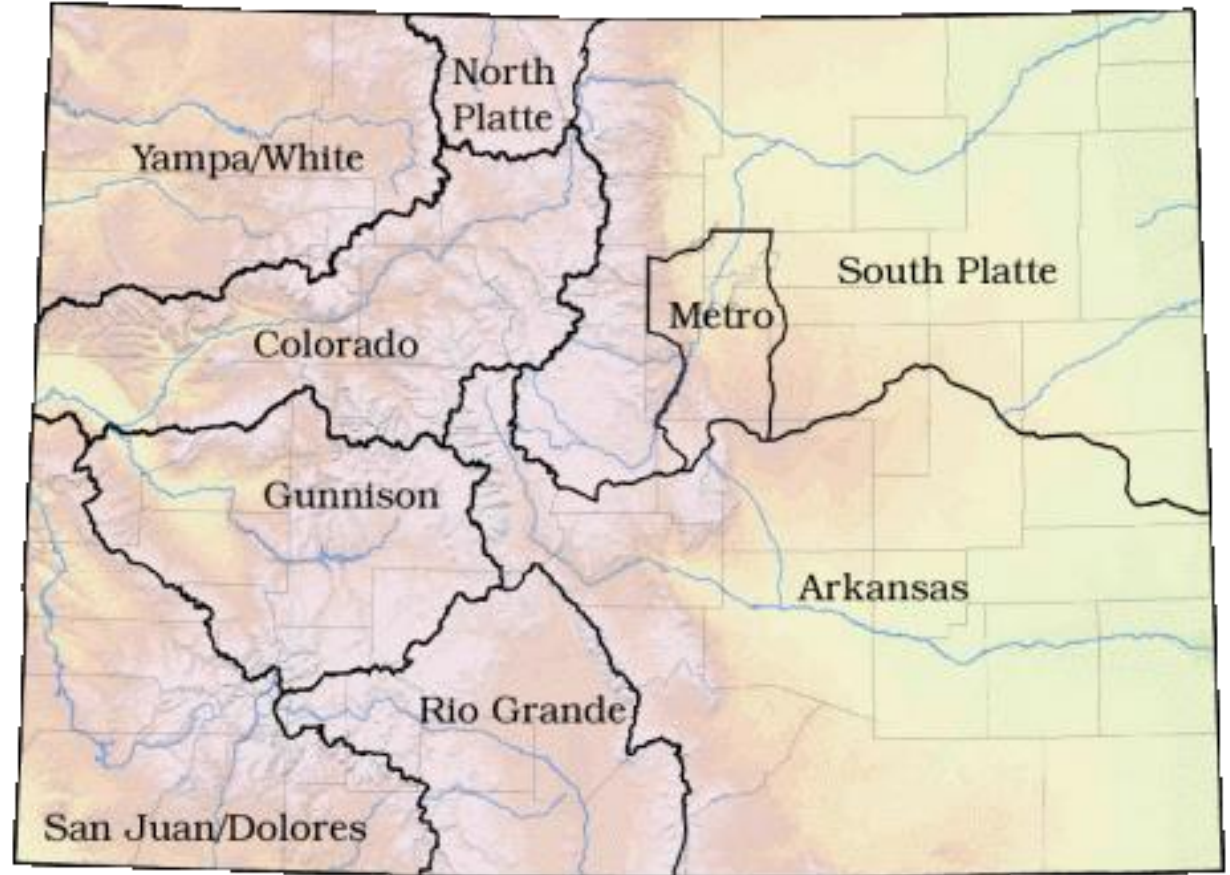 North
Platte
Yampa/White
South Platte
Metro
Colorado
Gunnison
Arkansas
Rio Grande
San Juan/Dolores